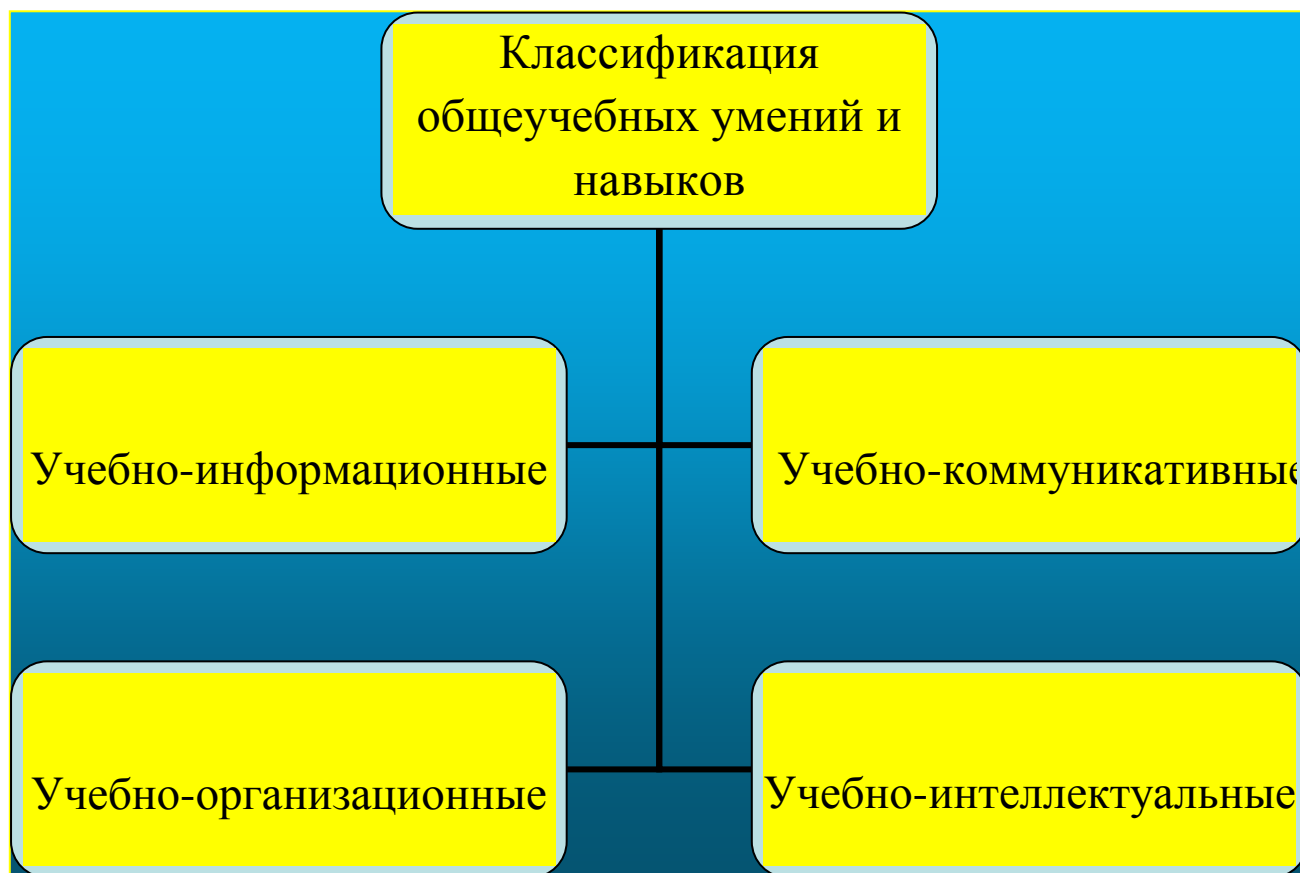 Классификация
общеучебных умений и
навыков
Учебно-информационные
Учебно-коммуникативные
Учебно-организационные
Учебно-интеллектуальные